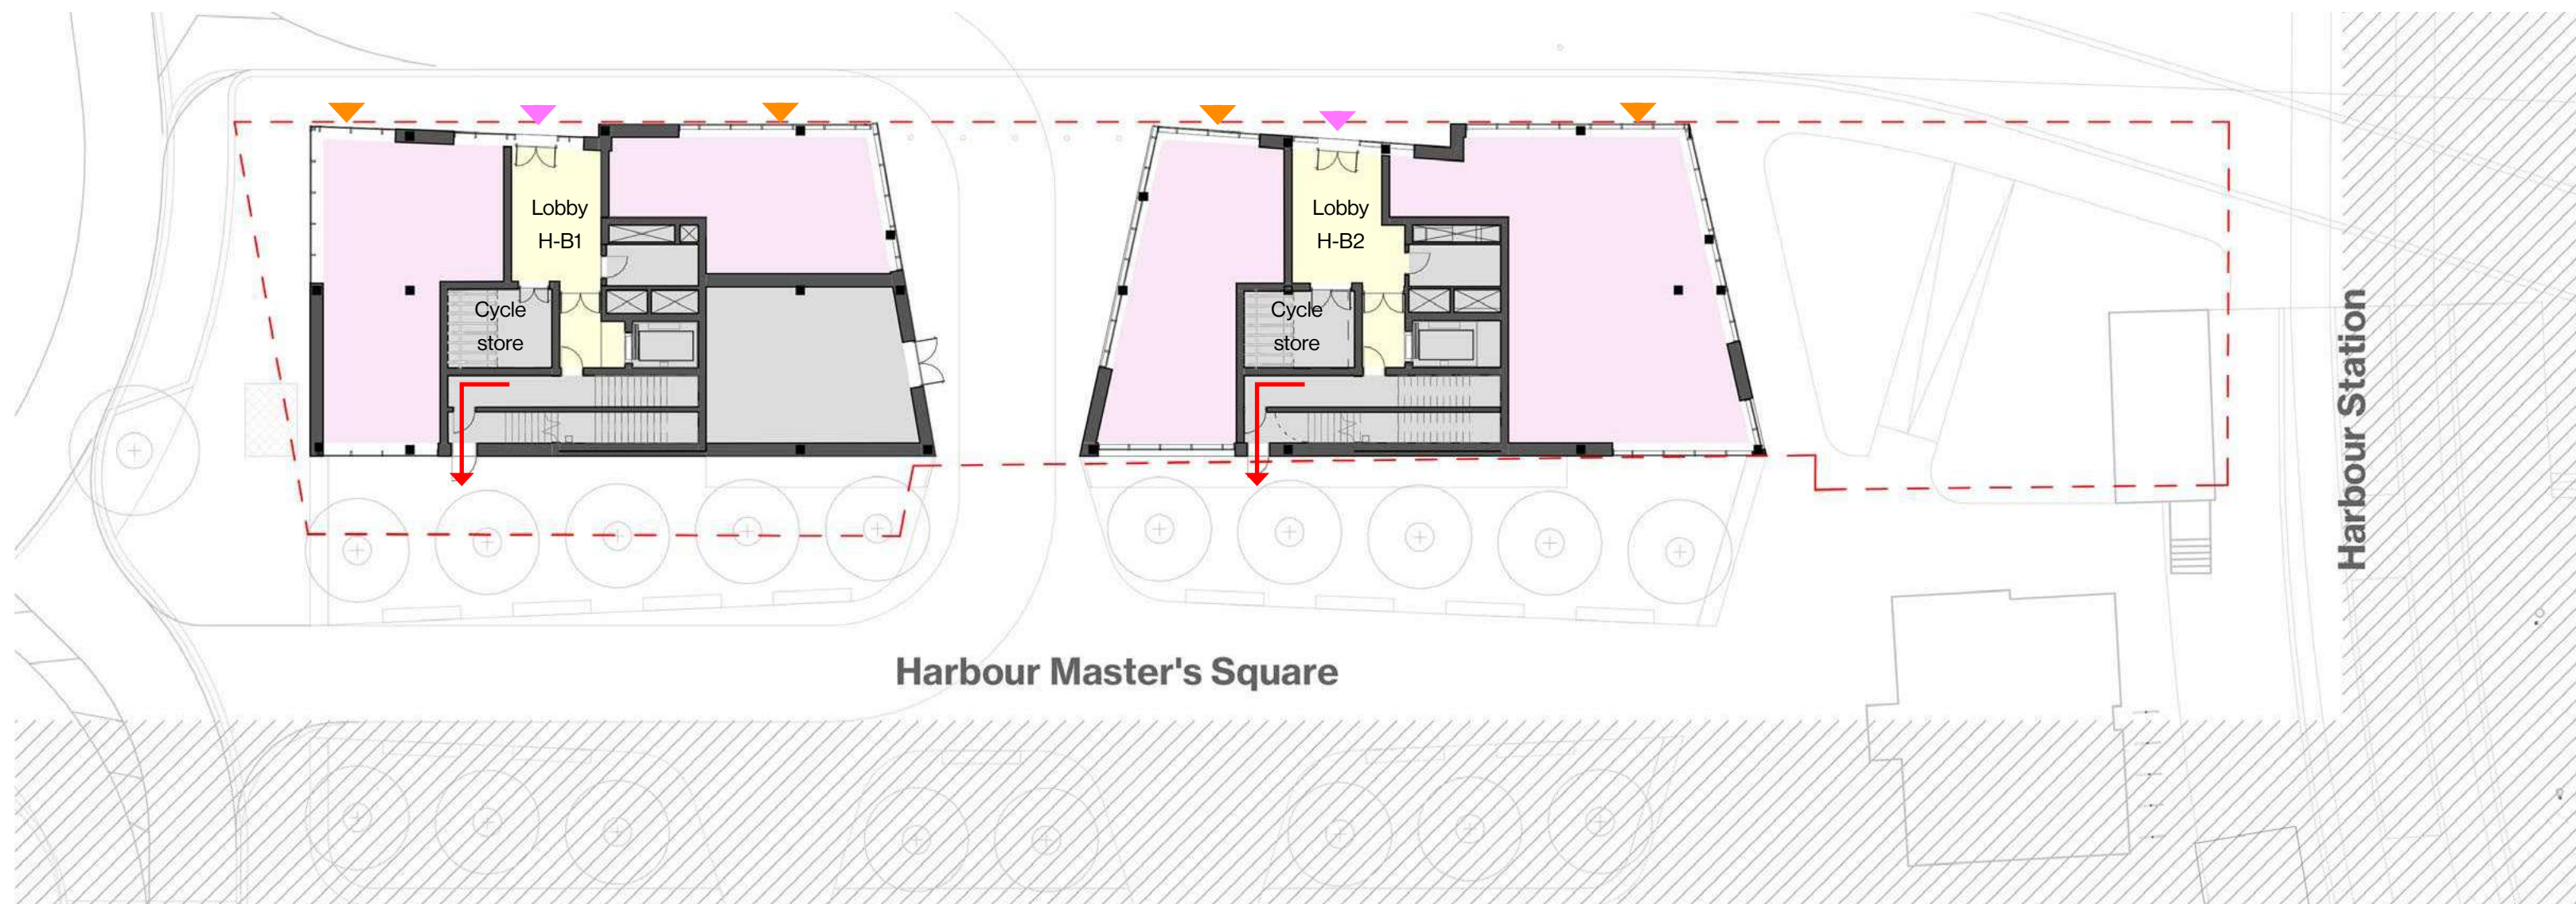 Lobby
H-B1
Cycle
store
Lobby
H-B2
Cycle
store
Harbour Station
Harbour Master's Square